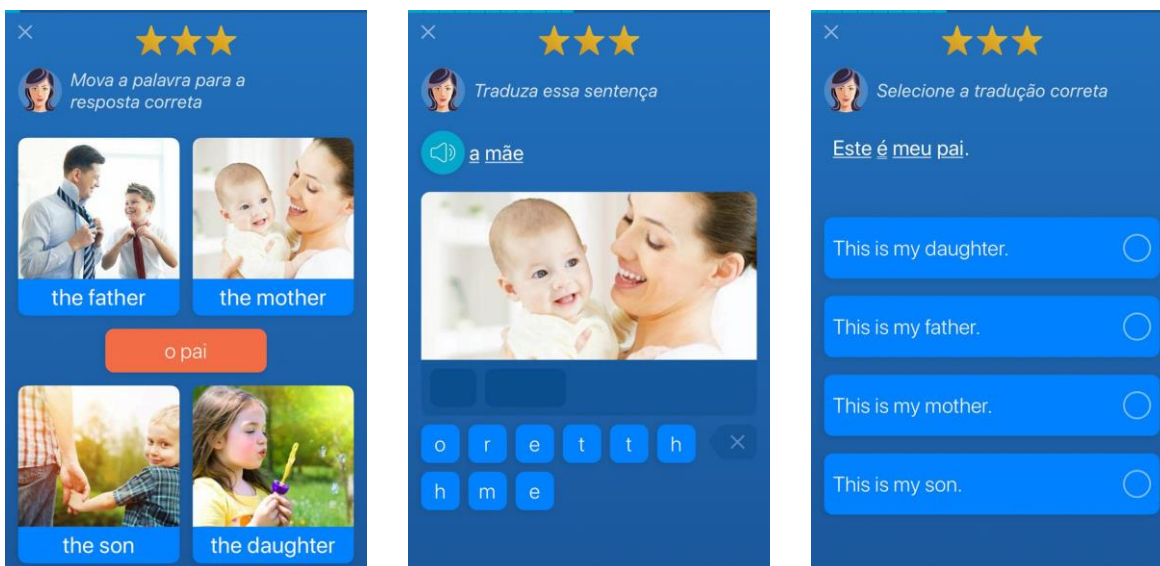 Mova a palavra para a
resposta correta
the father
the mother
o pai
the son
the daughter
Traduza essa sentença
a mãe
o r e t t h
h m e
Selecione a tradução correta
Este é meu pai.
This is my daughter.
This is my father.
This is my mother.
This is my son.